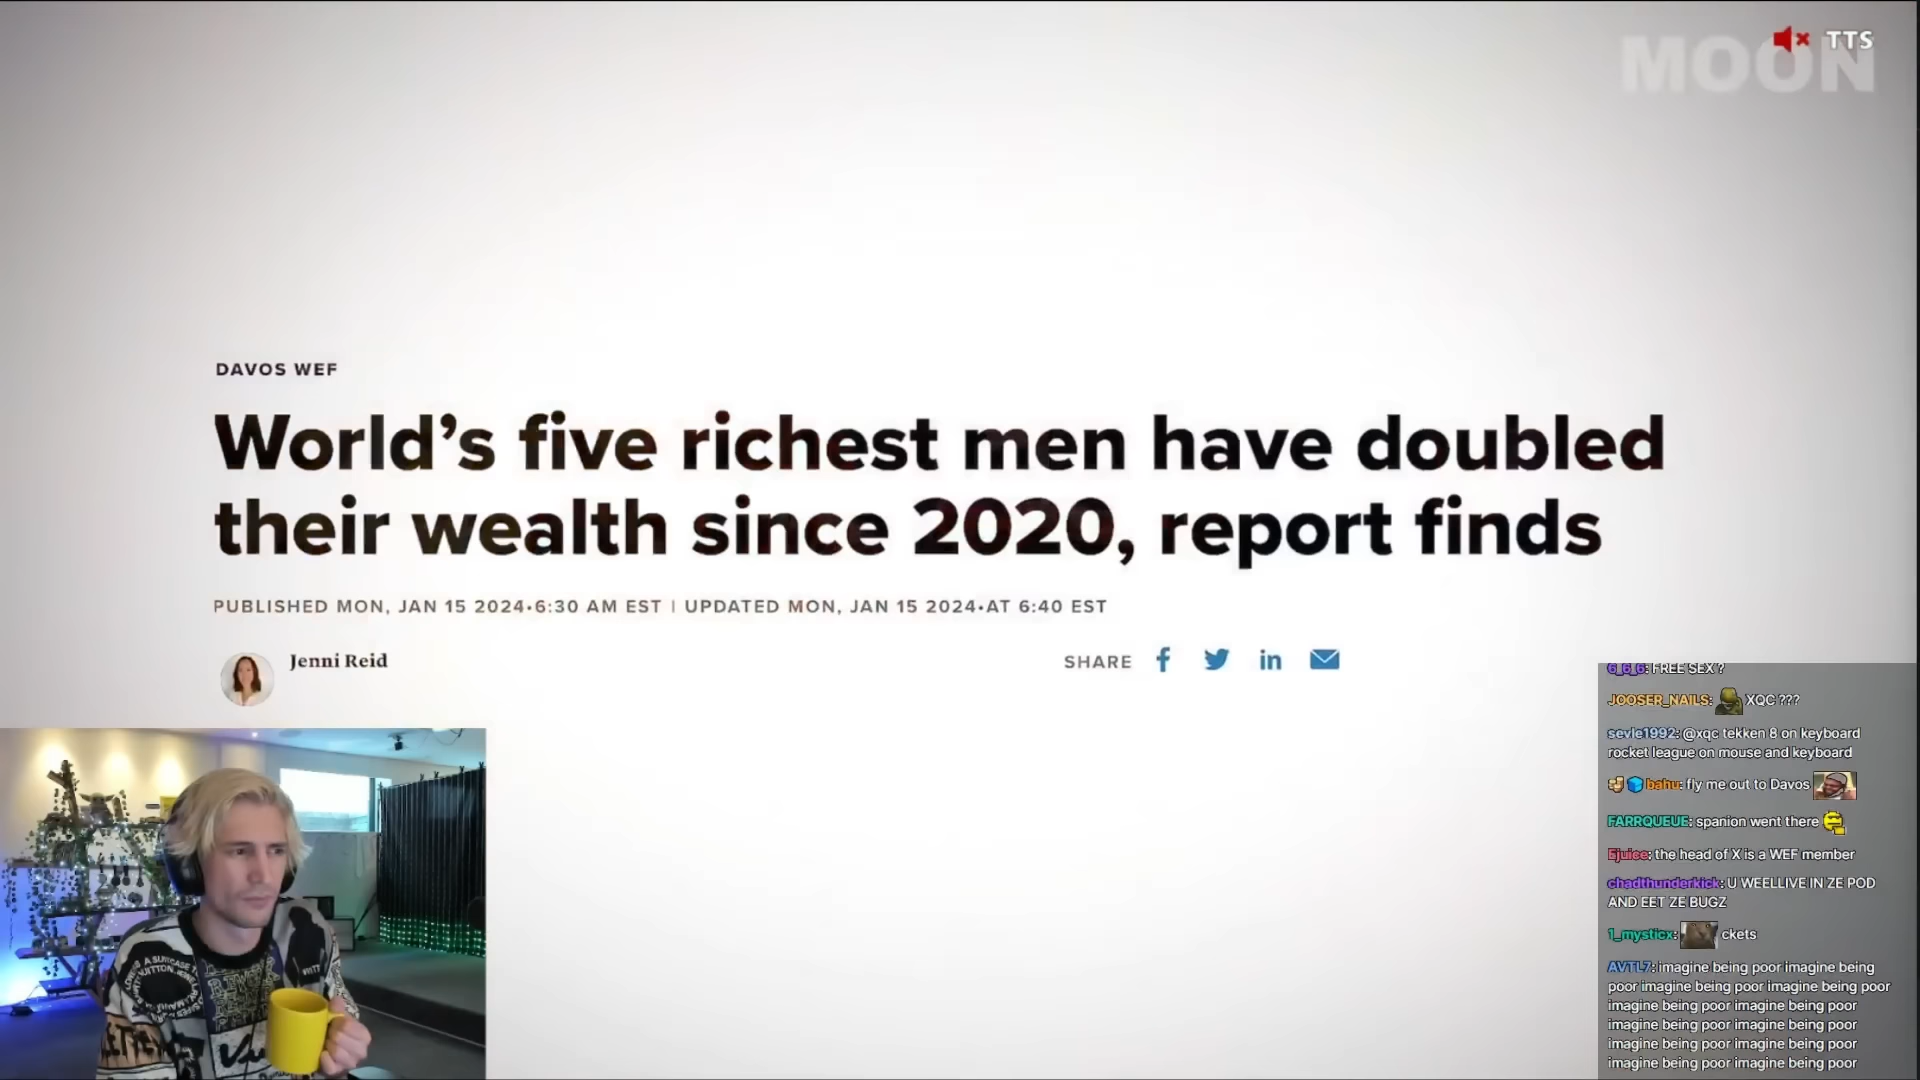 TTS
MOON
DAVOS WEF
World's five richest men have doubled
their wealth since 2020, report finds
PUBLISHED MON, JAN 15 2024•6:30 AM EST | UPDATED MON, JAN 15 2024•AT 6:40 EST
Jenni Reid
SHARE
6_6_6: FREE SEX ?
JOOSER_NAILS: XQC ???
sevle1992: @xqc tekken 8 on keyboard
rocket league on mouse and keyboard
bahu: fly me out to Davos
FARRQUEUE: spanion went there
Ejuice: the head of X is a WEF member
chadthunderkick: U WEELLIVE IN ZE POD
AND EET ZE BUGZ
1_mysticx: ckets
AVTL7: imagine being poor imagine being
poor imagine being poor imagine being poor
imagine being poor imagine being poor
imagine being poor imagine being poor
imagine being poor imagine being poor
imagine being poor imagine being poor